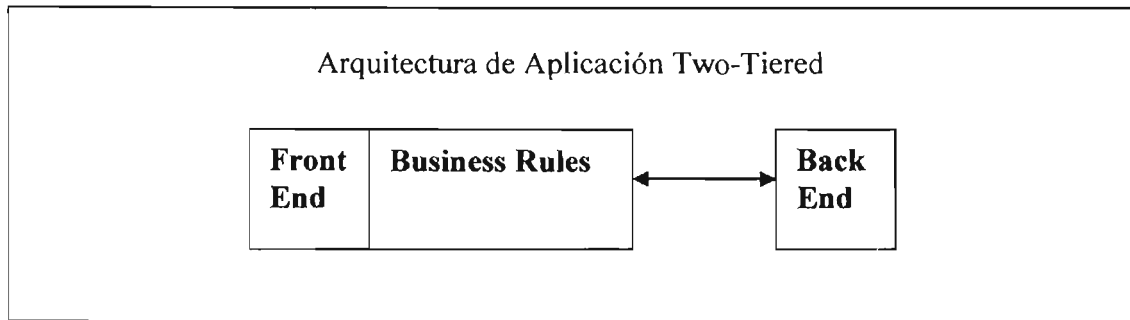 Arquitectura de Aplicación Two-Tiered
Front End
Business Rules
Back End